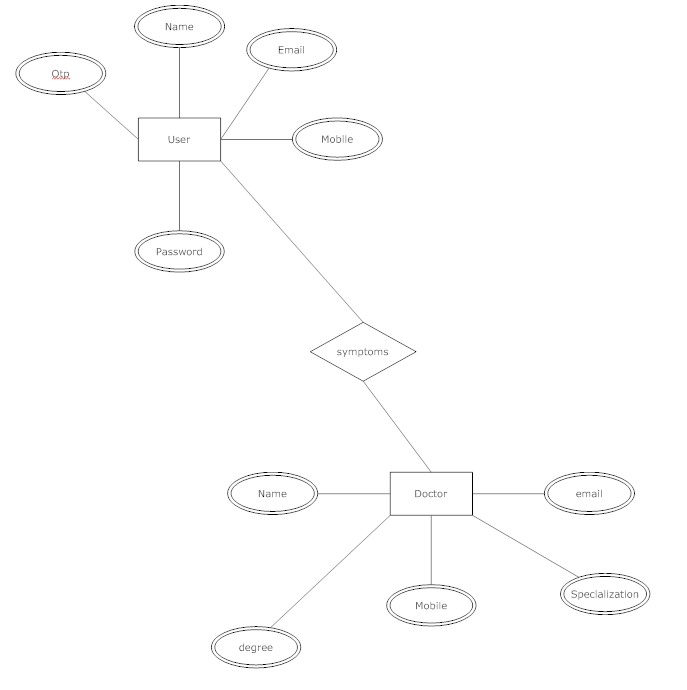 Name
Email
Otp
User
Mobile
Password
symptoms
Name
Doctor
email
Specialization
Mobile
degree